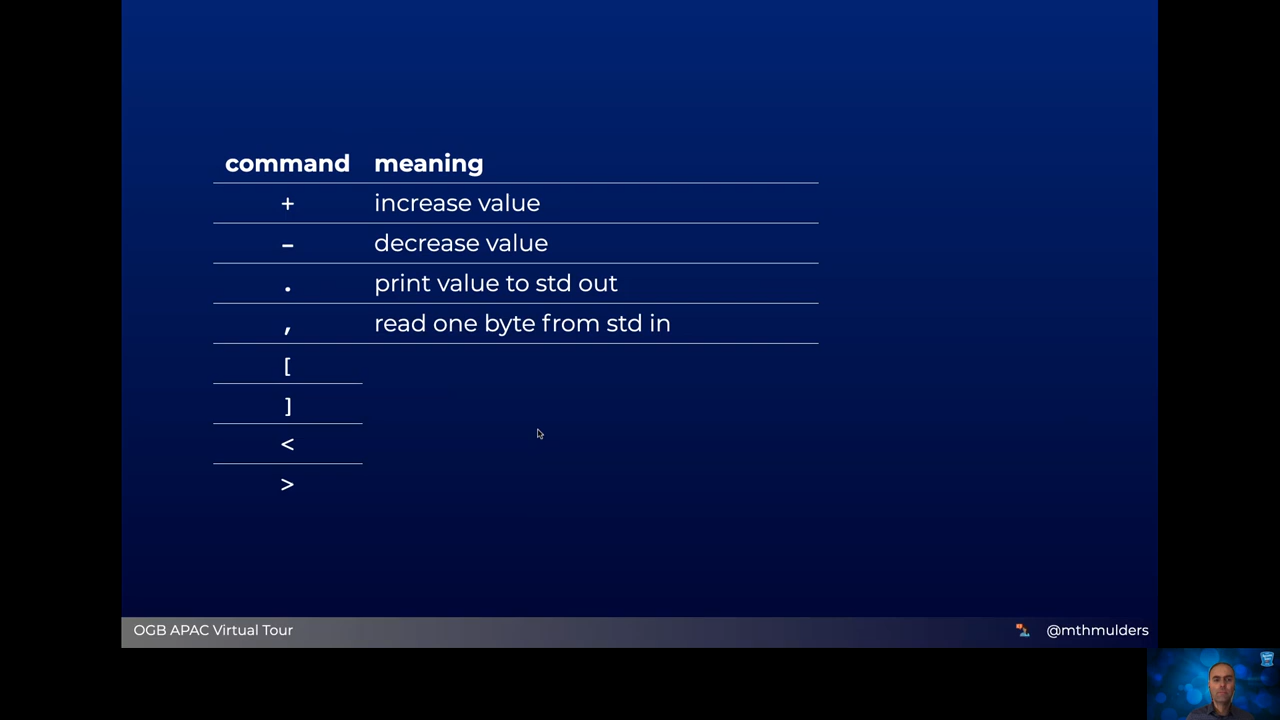 command meaning
+ increase value
- decrease value
. print value to std out
, read one byte from std in
[
]
<
>
OGB APAC Virtual Tour
@mthmulders